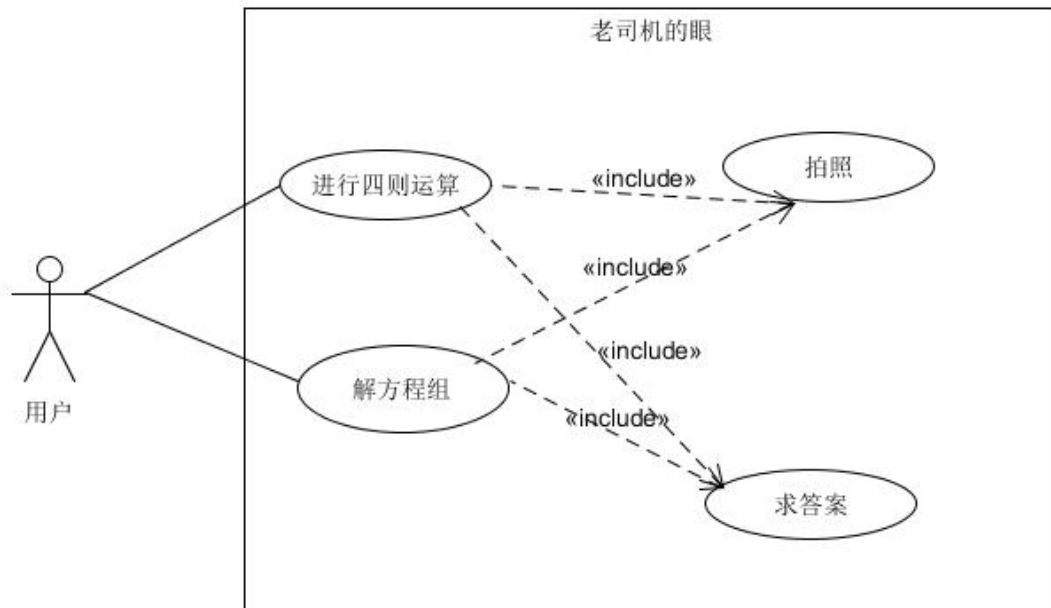 老司机的眼
拍照
进行四则运算
«include»
«include»
«include»
解方程组
用户
«include»
求答案